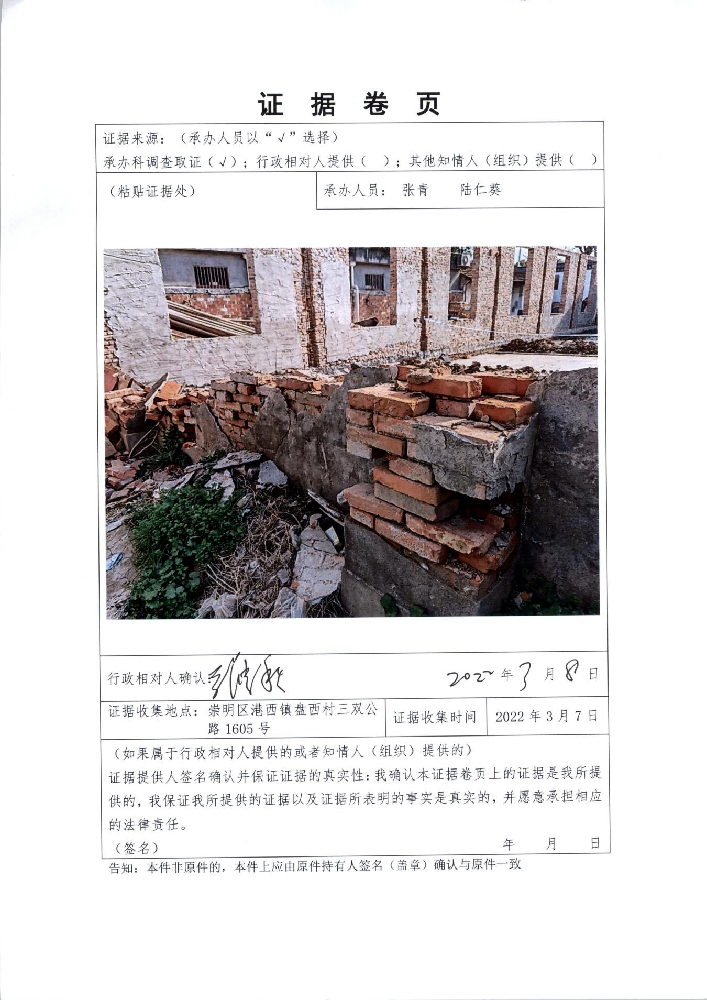 证据卷页
证据来源：（承办人员以“√”选择）
承办科调查取证（√）；行政相对人提供（ ）；其他知情人（组织）提供（ ）
（粘贴证据处）
承办人员： 张青 陆仁葵
行政相对人确认：
2022 年 3 月 8 日
证据收集地点：崇明区港西镇盘西村三双公
路 1605 号
证据收集时间
2022 年 3 月 7 日
（如果属于行政相对人提供的或者知情人（组织）提供的）
证据提供人签名确认并保证证据的真实性：我确认本证据卷页上的证据是我所提
供的，我保证我所提供的证据以及证据所表明的事实是真实的，并愿意承担相应
的法律责任。
（签名）
年 月 日
告知：本件非原件的，本件上应由原件持有人签名（盖章）确认与原件一致